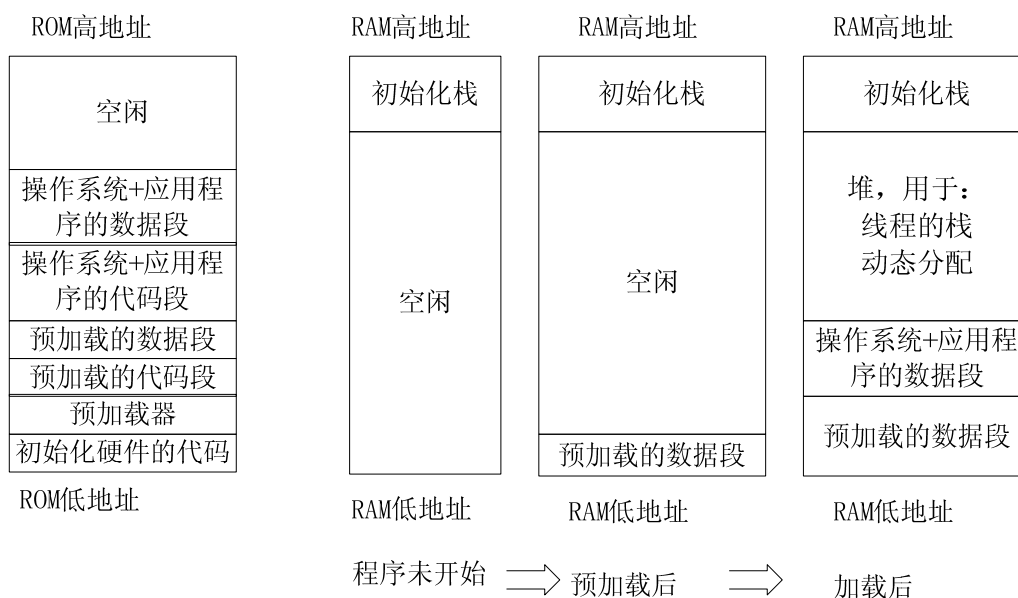 ROM高地址
空闲
操作系统+应用程
序的数据段
操作系统+应用程
序的代码段
预加载的数据段
预加载的代码段
预加载器
初始化硬件的代码
ROM低地址
RAM高地址
初始化栈
空闲
RAM低地址
程序未开始
RAM高地址
初始化栈
空闲
预加载的数据段
RAM低地址
预加载后
RAM高地址
初始化栈
堆，用于：
线程的栈
动态分配
操作系统+应用程
序的数据段
预加载的数据段
RAM低地址
加载后